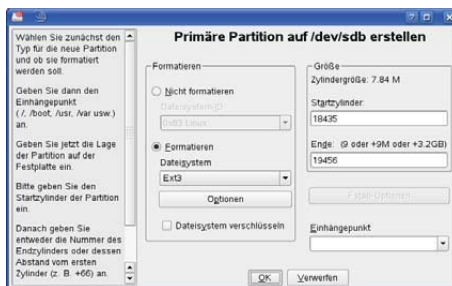 Primäre Partition auf /dev/sdb erstellen
Wählen Sie zunächst den
Typ für die neue Partition
und ob sie formatiert
werden soll.
Geben Sie dann den
Einhängepunkt
(/, /boot, /usr, /var usw.)
an.
Geben Sie jetzt die Lage
der Partition auf der
Festplatte ein.
Bitte geben Sie den
Startzylinder der Partition
ein.
Danach geben Sie
entweder die Nummer des
Endzylinders oder dessen
Abstand vom ersten
Zylinder (z. B. +66) an.
Formatieren
Nicht formatieren
Dateisystem-ID
0x83 Linux
Formatieren
Dateisystem
Ext3
Optionen
Dateisystem verschlüsseln
Größe
Zylindergröße: 7.84 M
Startzylinder:
18435
Ende: (9 oder +9M oder +3.2GB)
19456
Fstab-Optionen
Einhängepunkt
OK
Verwerfen